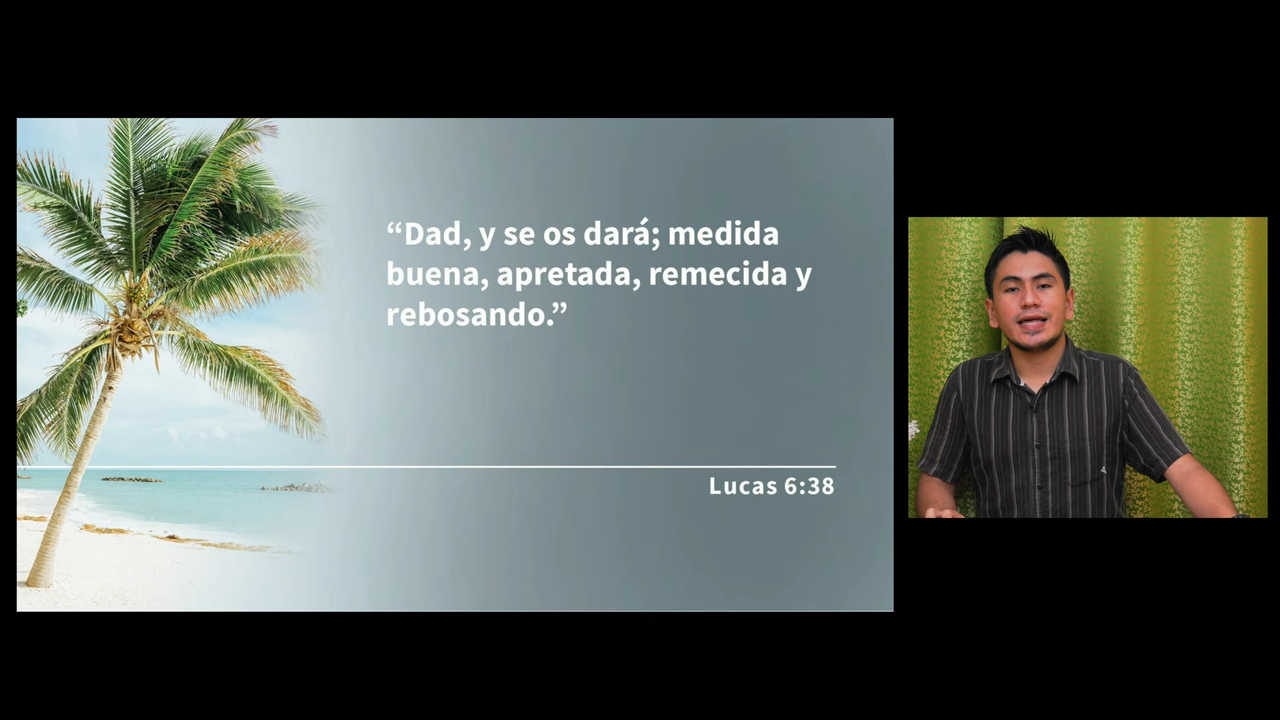 “Dad, y se os dará; medida
buena, apretada, remecida y
rebosando.”
Lucas 6:38